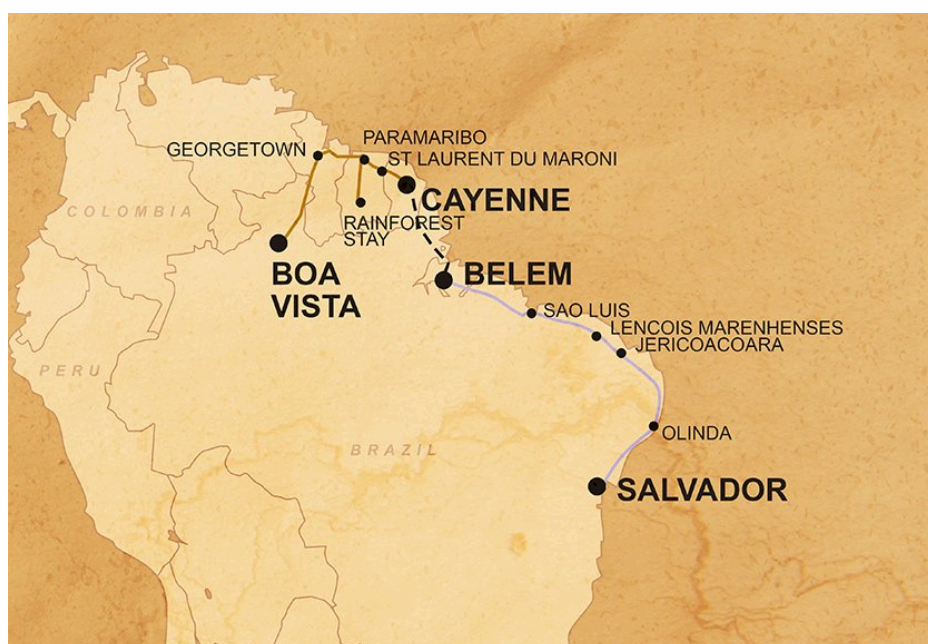 PARAMARIBO
GEORGETOWN
ST LAURENT DU MARONI
CAYENNE
COLOMBIA
RAINFOREST
STAY
BOA
VISTA
BELEM
SAO LUIS
LENCOIS MARENHENSES
JERICOACOARA
PERU
OLINDA
BRAZIL
SALVADOR